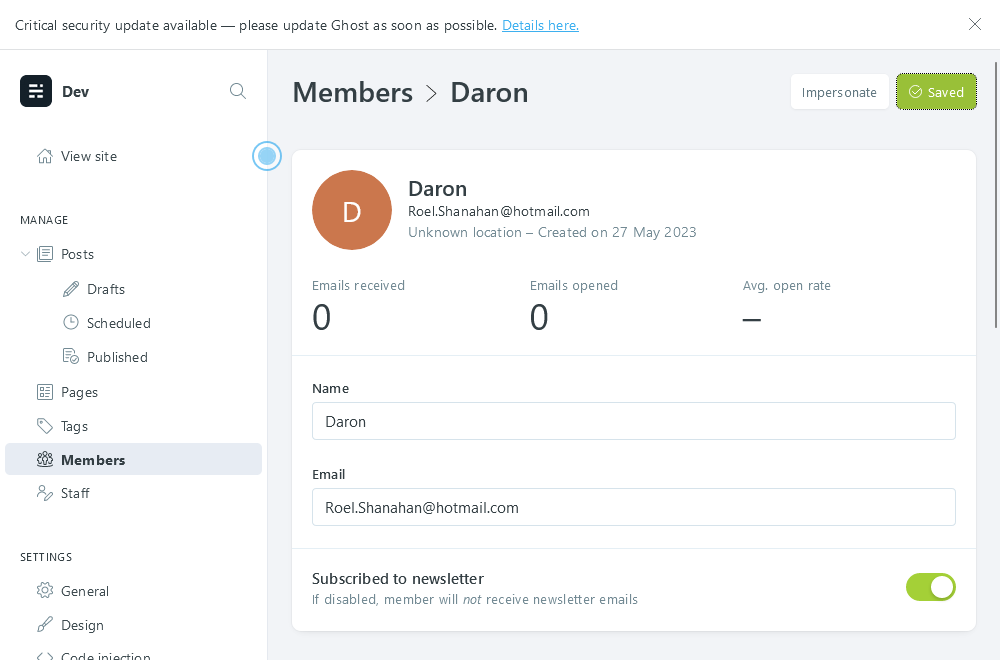 Critical security update available — please update Ghost as soon as possible. Details here.
Dev
View site
MANAGE
Posts
Drafts
Scheduled
Published
Pages
Tags
Members
Staff
SETTINGS
General
Design
Code injection
Members > Daron
Impersonate
Saved
D
Daron
Roel.Shanahan@hotmail.com
Unknown location – Created on 27 May 2023
Emails received
0
Emails opened
0
Avg. open rate
–
Name
Daron
Email
Roel.Shanahan@hotmail.com
Subscribed to newsletter
If disabled, member will not receive newsletter emails